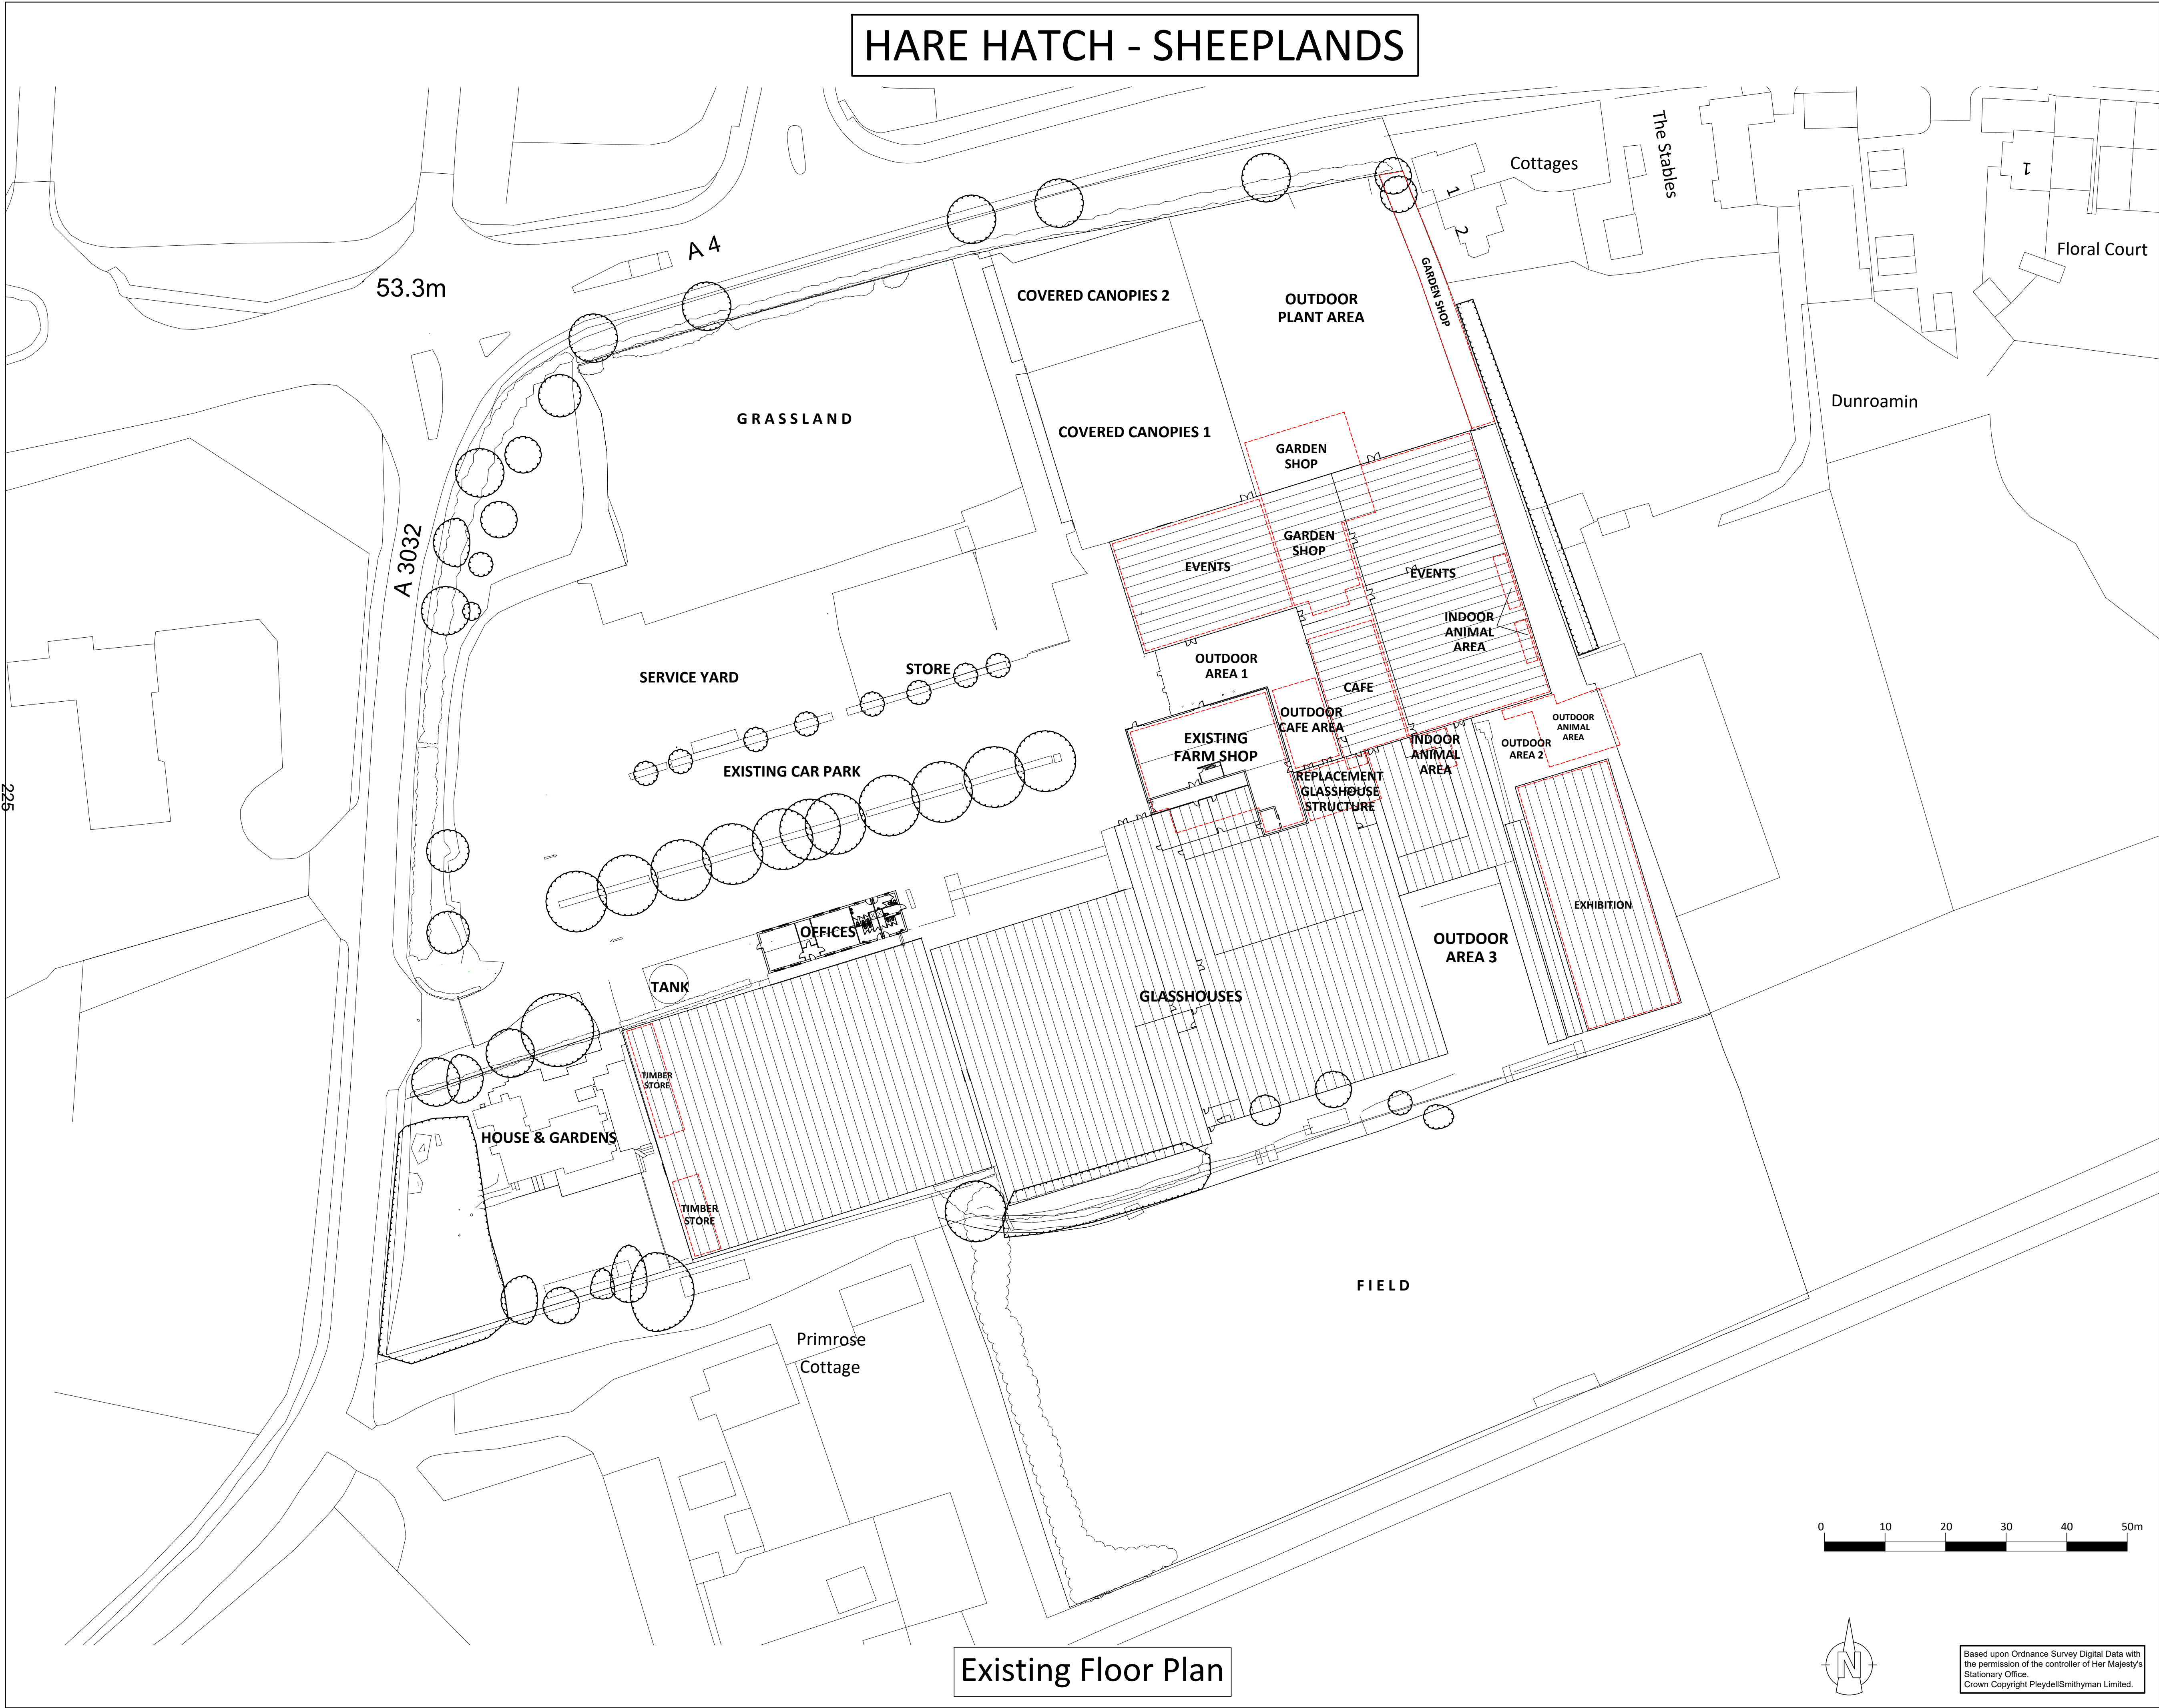 HARE HATCH - SHEEPLANDS
The Stables
Cottages
1
2
1
Floral Court
A 4
53.3m
COVERED CANOPIES 2
OUTDOOR
PLANT AREA
GARDEN SHOP
Dunroamin
GRASSLAND
COVERED CANOPIES 1
GARDEN
SHOP
A 3032
GARDEN
SHOP
EVENTS
EVENTS
INDOOR
ANIMAL
AREA
SERVICE YARD
STORE
OUTDOOR
AREA 1
CAFE
OUTDOOR
CAFE AREA
OUTDOOR
ANIMAL
AREA
EXISTING
FARM SHOP
INDOOR
ANIMAL
AREA
OUTDOOR
AREA 2
EXISTING CAR PARK
REPLACEMENT
GLASSHOUSE
STRUCTURE
225
EXHIBITION
OFFICES
OUTDOOR
AREA 3
TANK
GLASSHOUSES
TIMBER
STORE
HOUSE & GARDENS
TIMBER
STORE
FIELD
Primrose
Cottage
0 10 20 30 40 50m
N
Existing Floor Plan
Based upon Ordnance Survey Digital Data with
the permission of the controller of Her Majesty's
Stationary Office.
Crown Copyright PleydellSmithyman Limited.